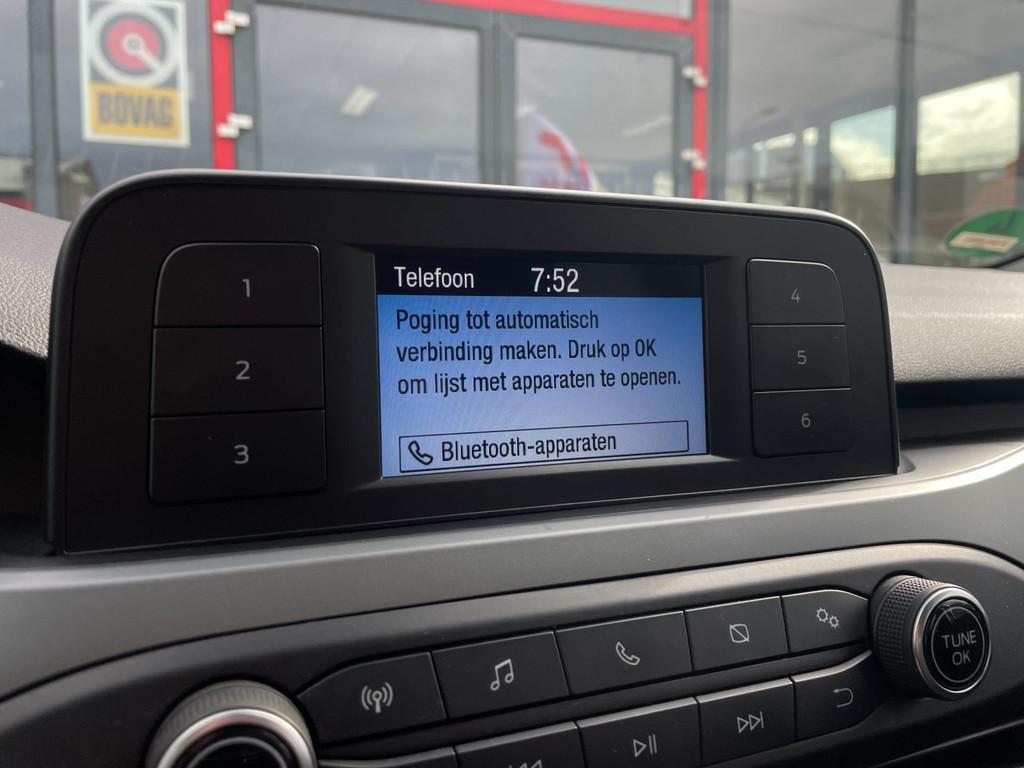 BOVAG
Telefoon 7:52
Poging tot automatisch
verbinding maken. Druk op OK
om lijst met apparaten te openen.
Bluetooth-apparaten
1
2
3
4
5
6
TUNE
OK